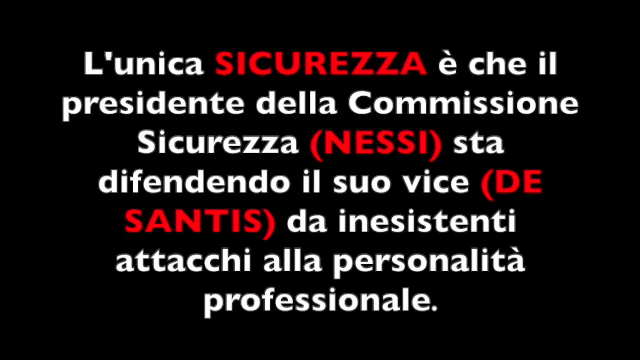 L'unica SICUREZZA è che il
presidente della Commissione
Sicurezza (NESSI) sta
difendendo il suo vice (DE
SANTIS) da inesistenti
attacchi alla personalità
professionale.